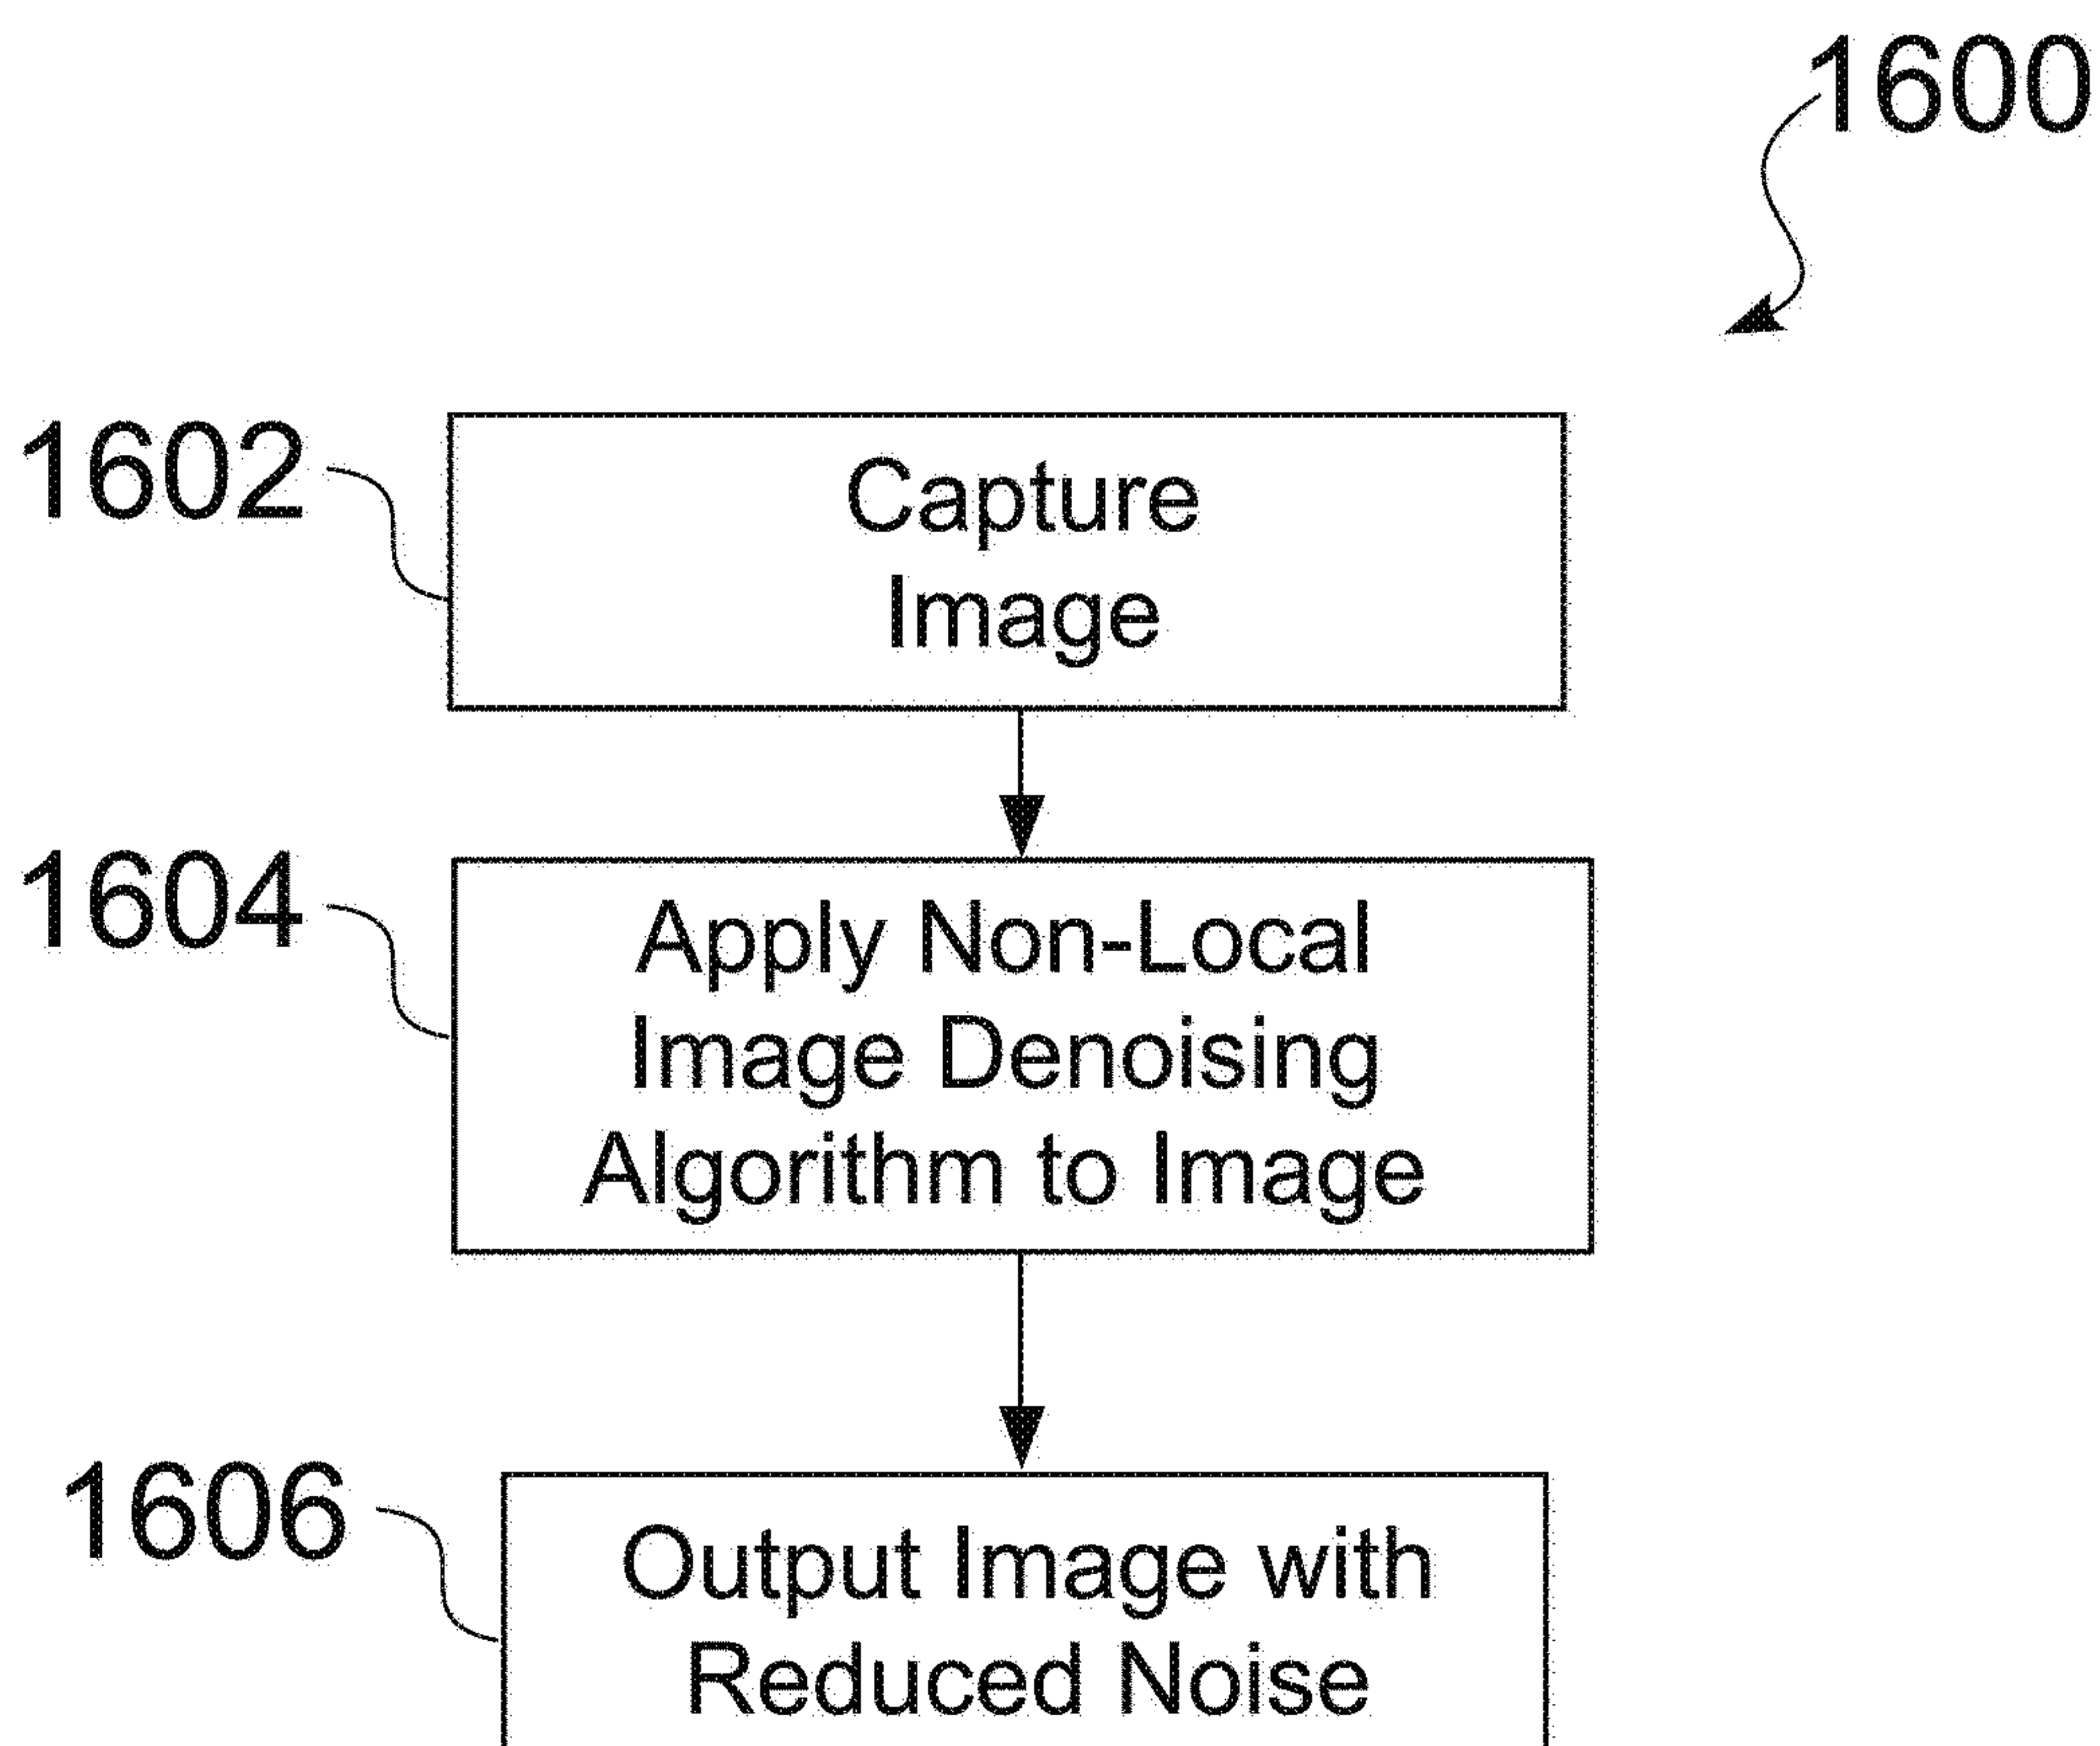 1600
1602
Capture
Image
1604
Apply Non-Local
Image Denoising
Algorithm to Image
1606
Output Image with
Reduced Noise